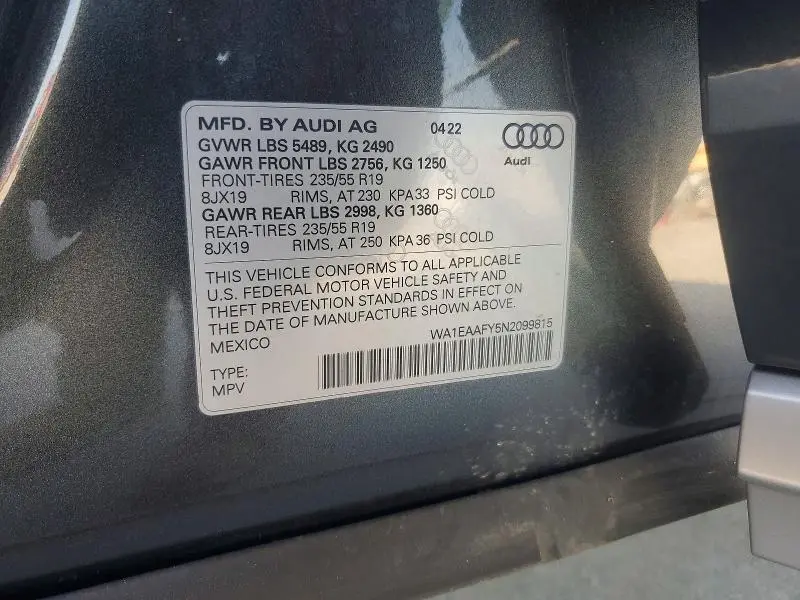 MFD. BY AUDI AG 04 22
GVWR LBS 5489, KG 2490
GAWR FRONT LBS 2756, KG 1250
FRONT-TIRES 235/55 R19
8JX19 RIMS, AT 230 KPA 33 PSI COLD
GAWR REAR LBS 2998, KG 1360
REAR-TIRES 235/55 R19
8JX19 RIMS, AT 250 KPA 36 PSI COLD
Audi
THIS VEHICLE CONFORMS TO ALL APPLICABLE
U.S. FEDERAL MOTOR VEHICLE SAFETY AND
THEFT PREVENTION STANDARDS IN EFFECT ON
THE DATE OF MANUFACTURE SHOWN ABOVE.
MEXICO WA1EAAFY5N2099815
TYPE:
MPV